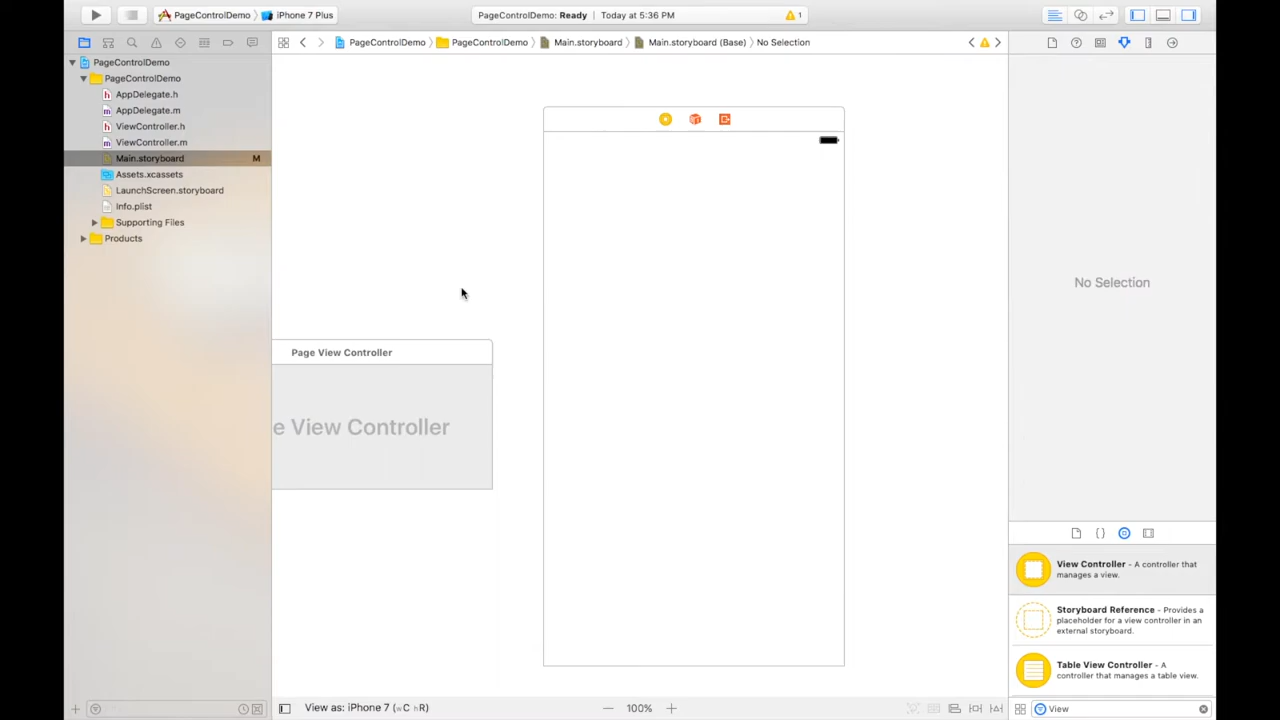 PageControlDemo iPhone 7 Plus
PageControlDemo: Ready Today at 5:36 PM 1
PageControlDemo PageControlDemo Main.storyboard Main.storyboard (Base) No Selection
PageControlDemo
PageControlDemo
AppDelegate.h
AppDelegate.m
ViewController.h
ViewController.m
Main.storyboard M
Assets.xcassets
LaunchScreen.storyboard
Info.plist
Supporting Files
Products
Page View Controller
e View Controller
No Selection
View Controller - A controller that
manages a view.
Storyboard Reference - Provides a
placeholder for a view controller in an
external storyboard.
Table View Controller - A
controller that manages a table view.
View as: iPhone 7 (wC hR)
100%
View